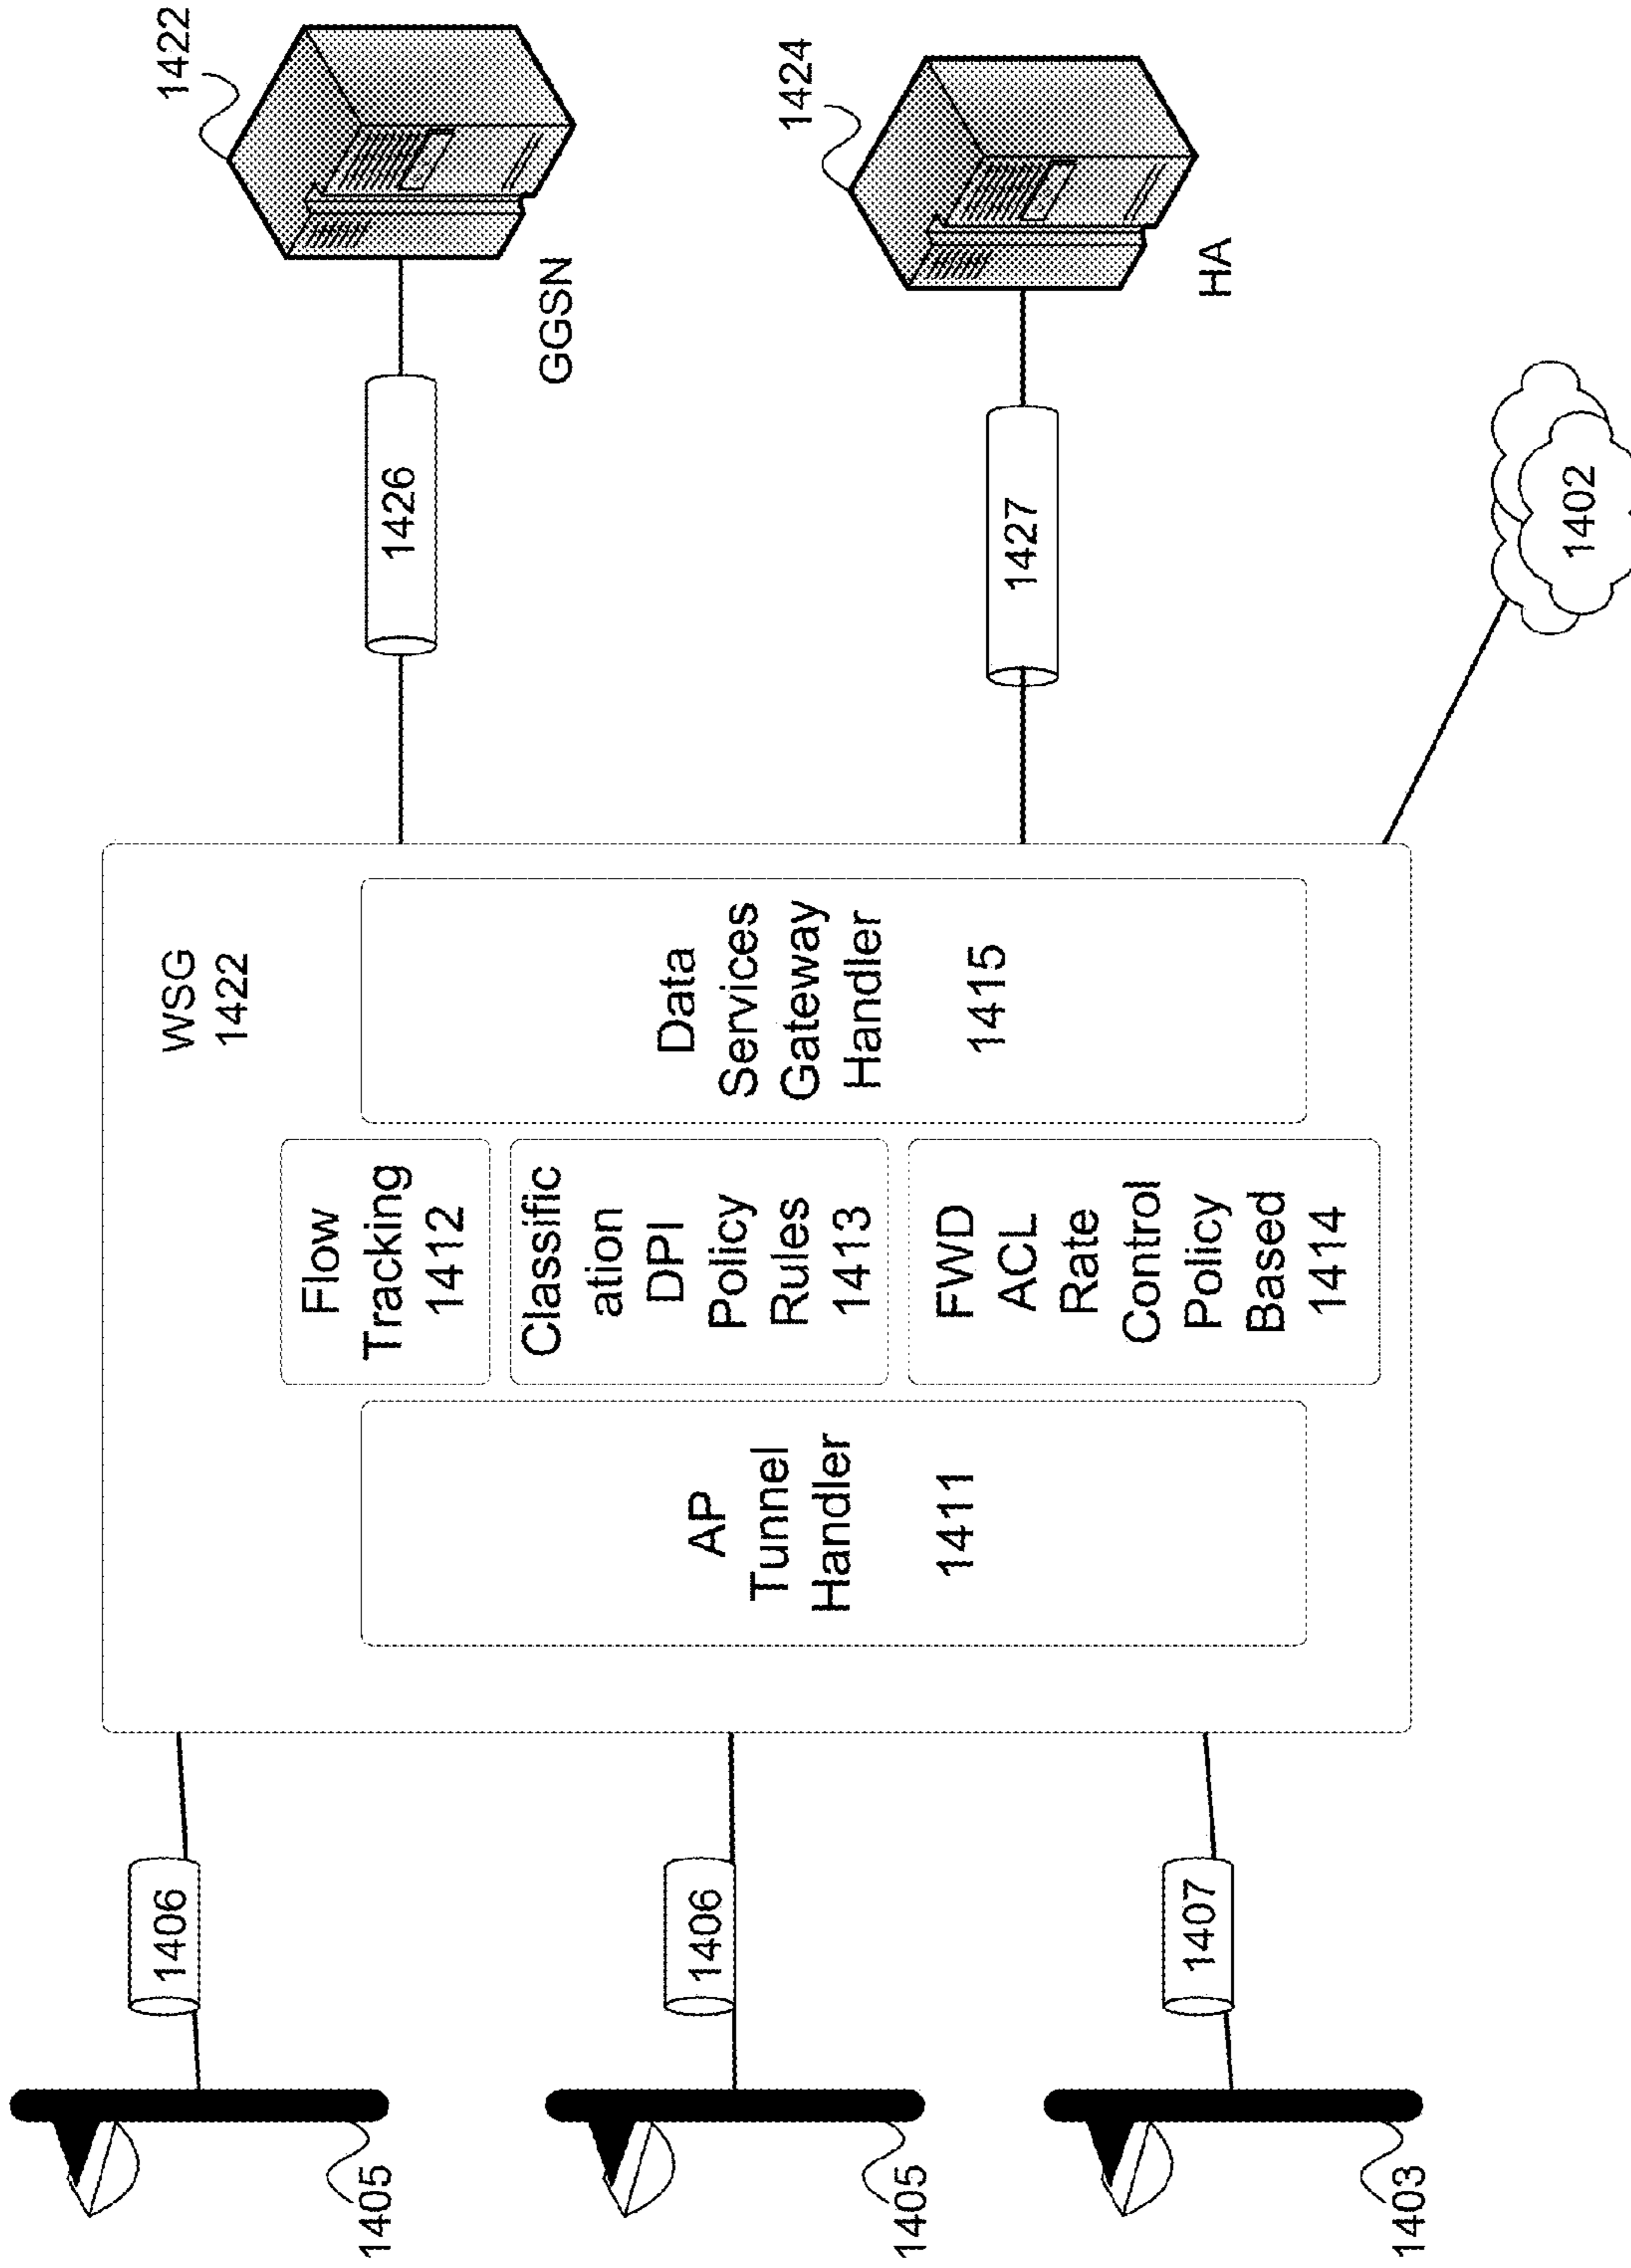 1405
1405
1403
1406
1406
1407
WSG
1422
AP
Tunnel
Handler
1411
Flow
Tracking
1412
Classific
ation
DPI
Policy
Rules
1413
FWD
ACL
Rate
Control
Policy
Based
1414
Data
Services
Gateway
Handler
1415
1426
1427
1422
GGSN
1424
HA
1402